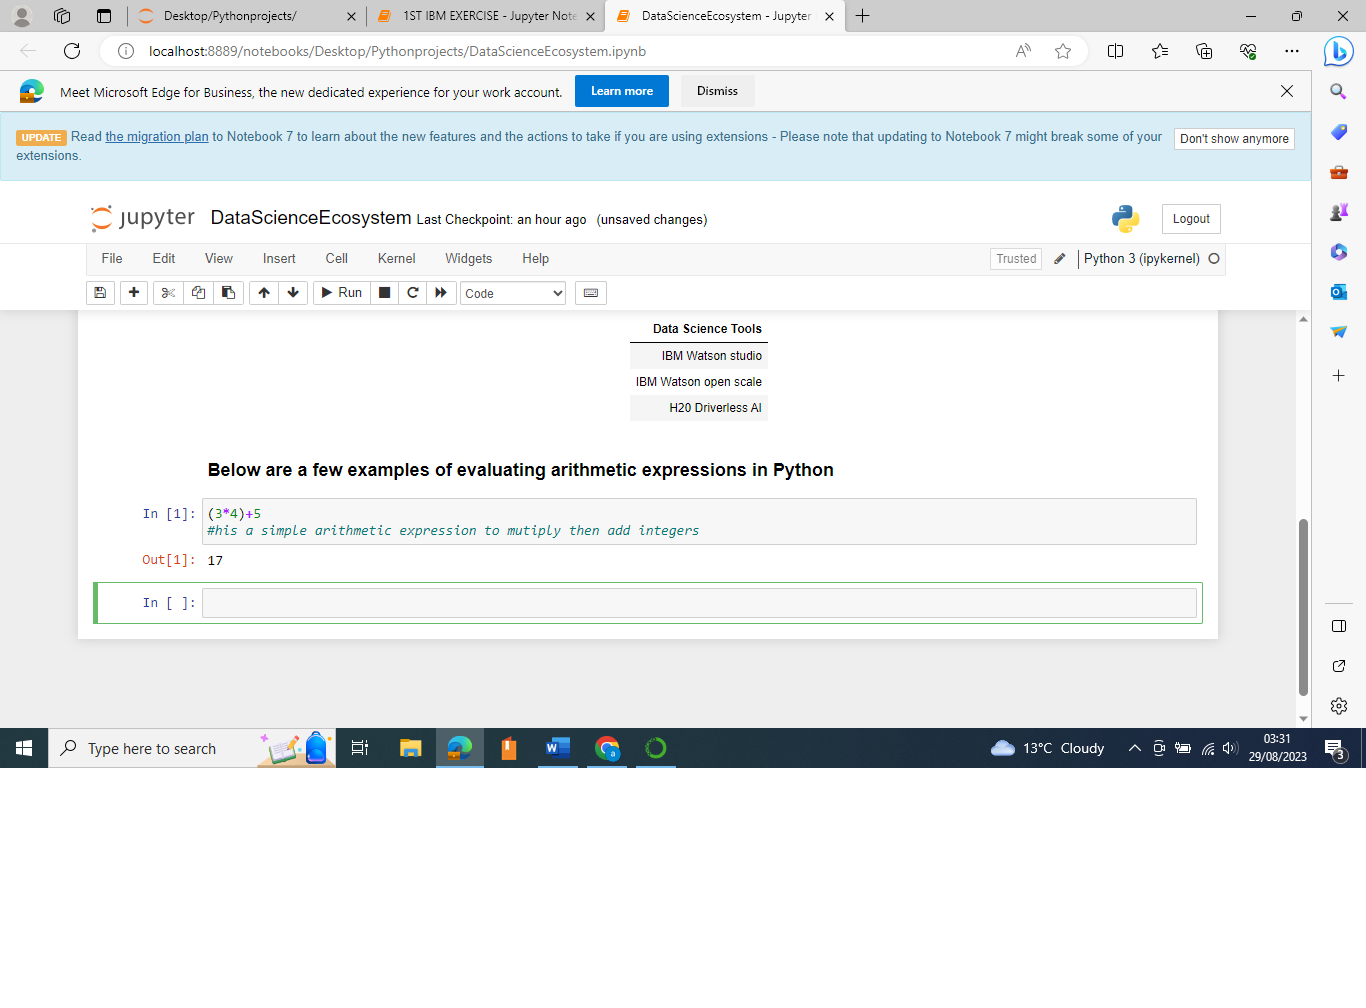 Desktop/Pythonprojects/
1ST IBM EXERCISE - Jupyter Note
DataScienceEcosystem - Jupyter
localhost:8889/notebooks/Desktop/Pythonprojects/DataScienceEcosystem.ipynb
Meet Microsoft Edge for Business, the new dedicated experience for your work account.
Learn more
Dismiss
UPDATE Read the migration plan to Notebook 7 to learn about the new features and the actions to take if you are using extensions - Please note that updating to Notebook 7 might break some of your
extensions.
Don't show anymore
jupyter DataScienceEcosystem Last Checkpoint: an hour ago (unsaved changes)
Logout
File Edit View Insert Cell Kernel Widgets Help
Trusted
Python 3 (ipykernel)
Run
Code
Data Science Tools
IBM Watson studio
IBM Watson open scale
H20 Driverless AI
Below are a few examples of evaluating arithmetic expressions in Python
In [1]: (3*4)+5
#his a simple arithmetic expression to mutiply then add integers
Out[1]: 17
In [ ]:
Type here to search
13°C Cloudy
03:31
29/08/2023
3